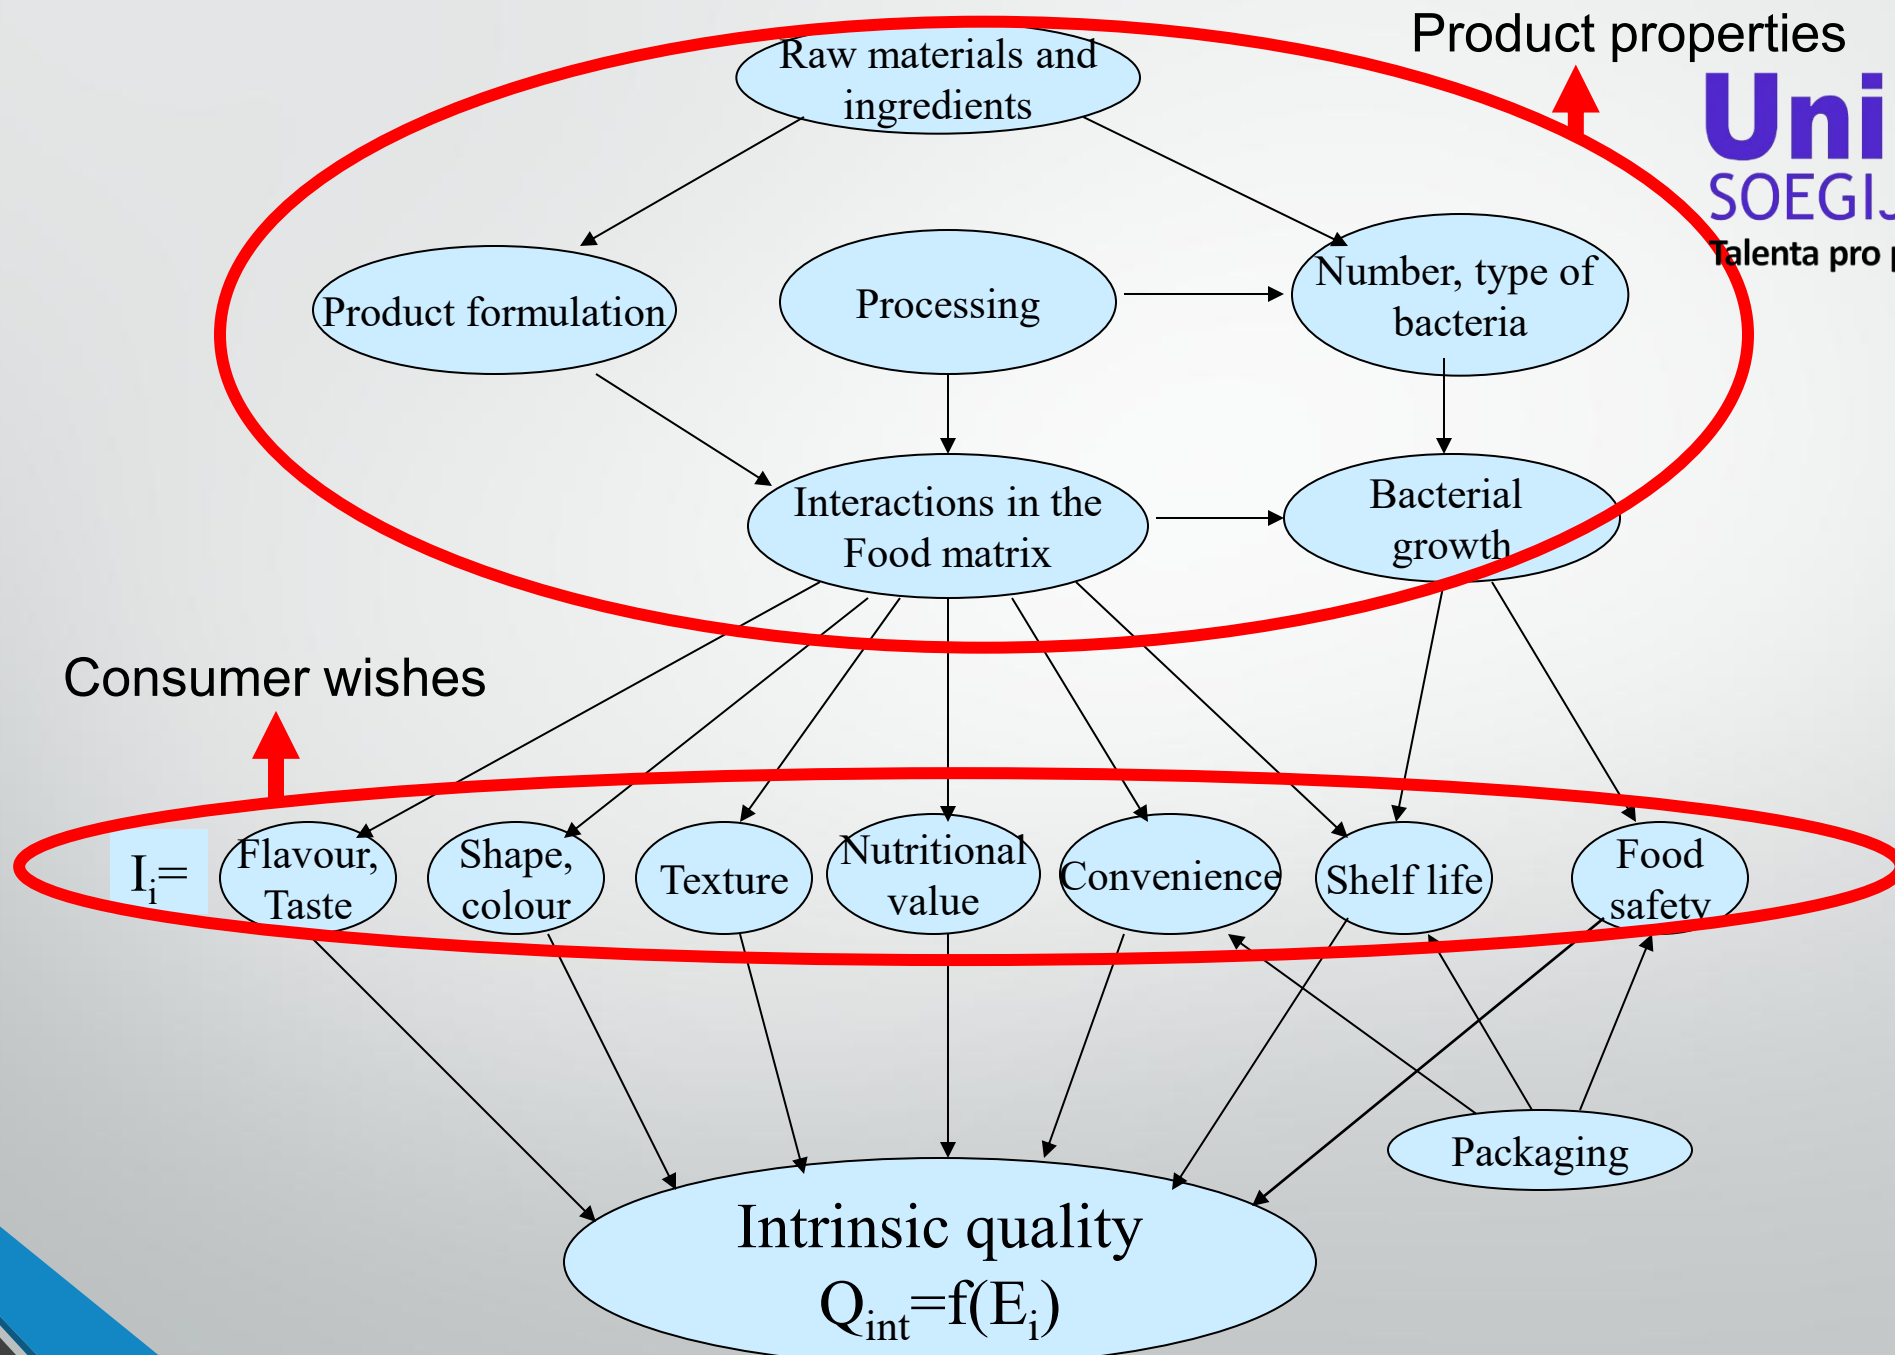 Product properties
Raw materials and
ingredients
Uni
SOEGIJ
Talenta pro p
Product formulation
Processing
Number, type of
bacteria
Interactions in the
Food matrix
Bacterial
growth
Consumer wishes
Iᵢ=
Flavour,
Taste
Shape,
colour
Texture
Nutritional
value
Convenience
Shelf life
Food
safety
Packaging
Intrinsic quality
Qint=f(Eᵢ)